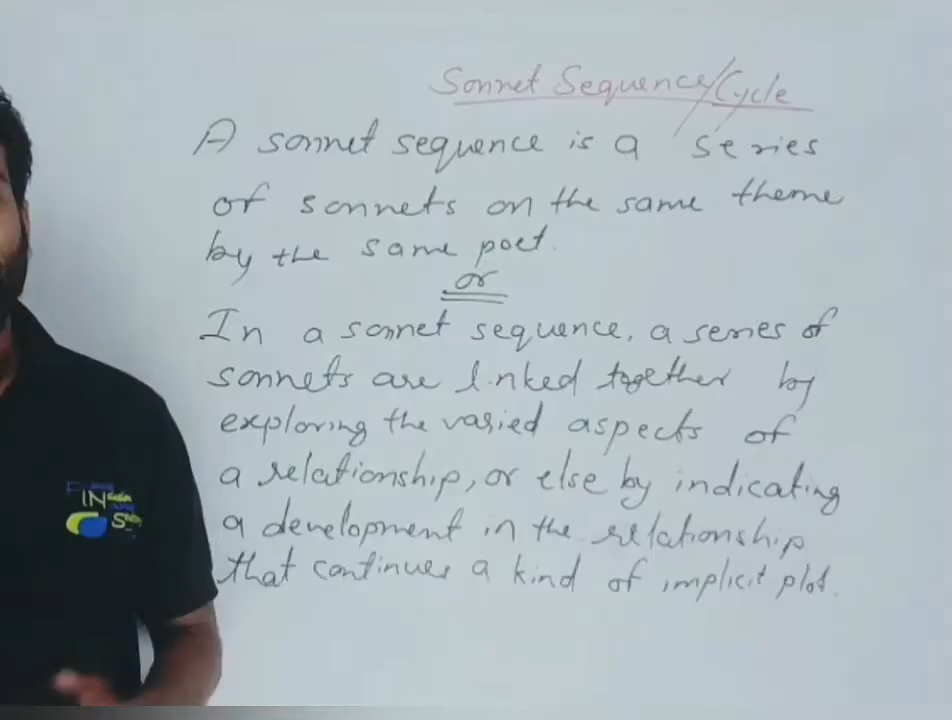 Sonnet Sequence/Cycle
A sonnet sequence is a series
of sonnets on the same theme
by the same poet.
or
In a sonnet sequence, a series of
sonnets are linked together by
exploring the varied aspects of
a relationship, or else by indicating
a development in the relationship
that continues a kind of implicit plot.
IN